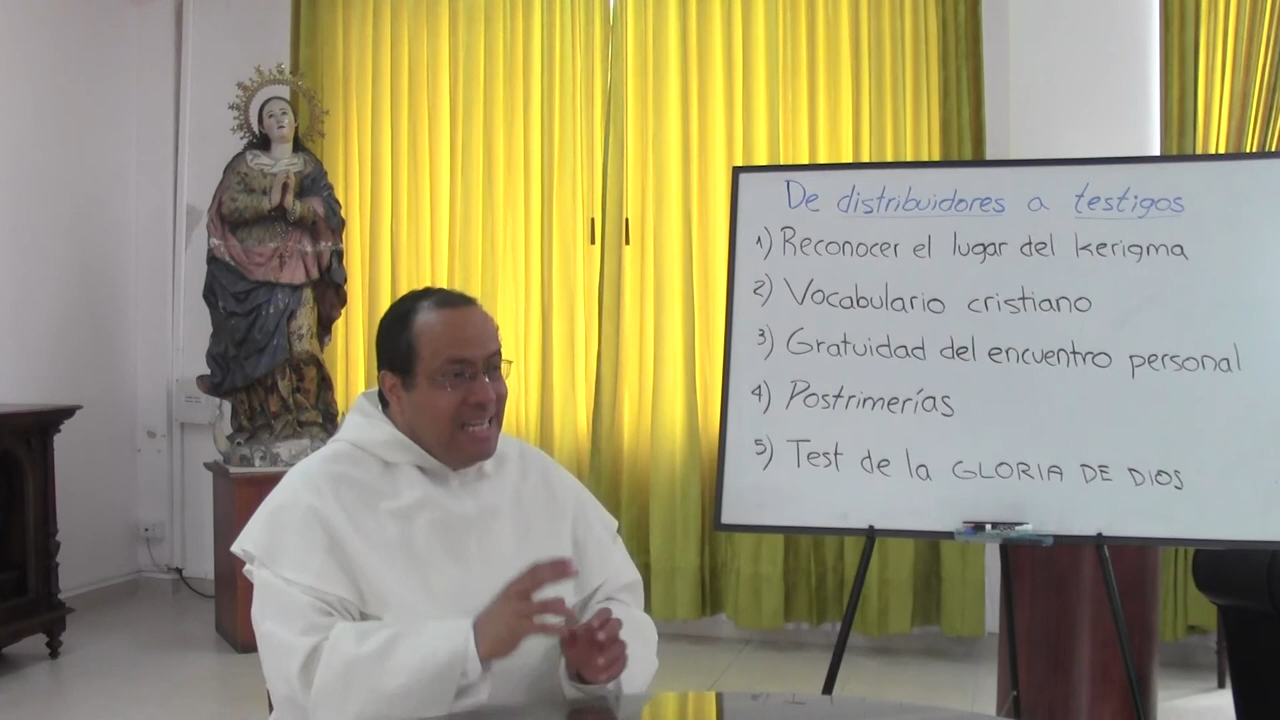 De distribuidores a testigos
1) Reconocer el lugar del kerigma
2) Vocabulario cristiano
3) Gratuidad del encuentro personal
4) Postrimerías
5) Test de la GLORIA DE DIOS